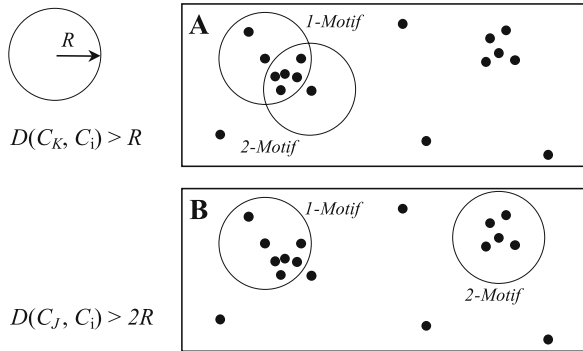 R
D(C_K, C_i) > R
A
1-Motif
2-Motif
B
1-Motif
2-Motif
D(C_J, C_i) > 2R